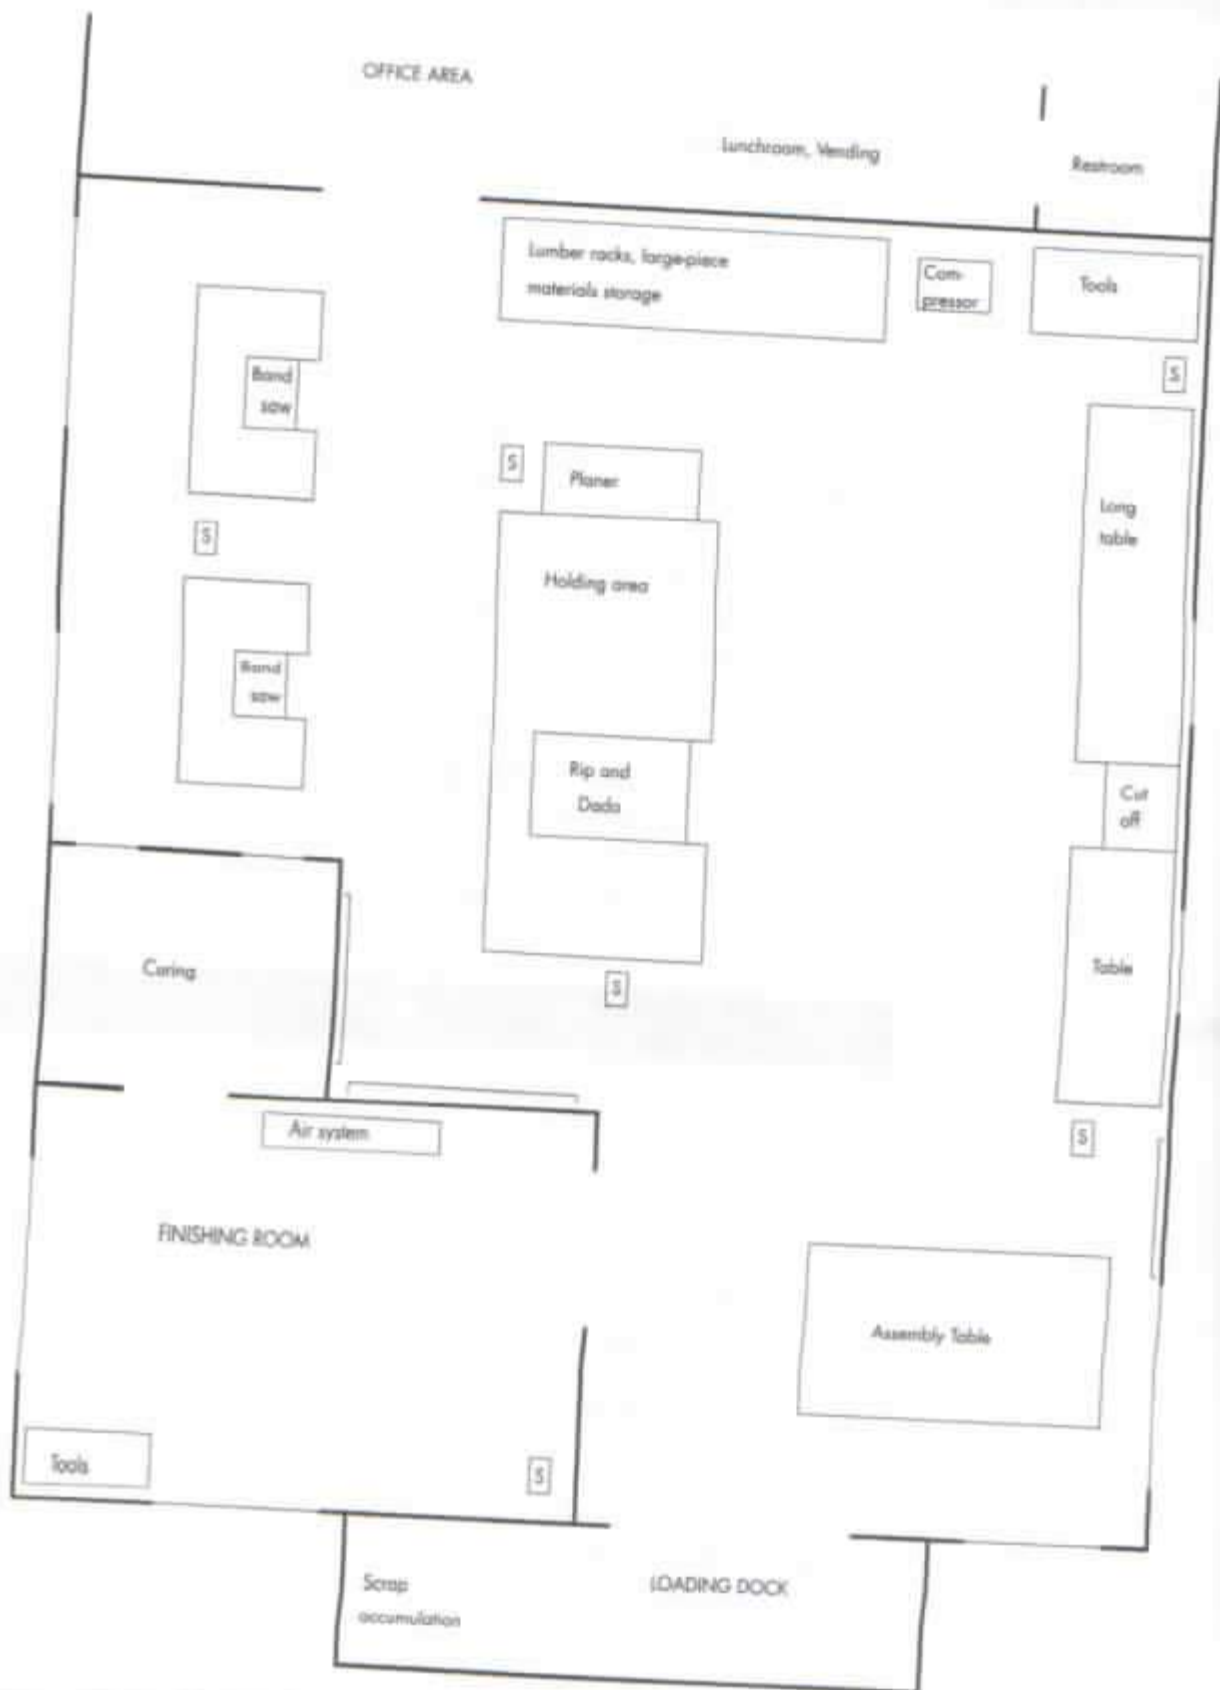 OFFICE AREA
Lunchroom, Vending
Restroom
Lumber racks, large-piece
materials storage
Com-
pressor
Tools
S
Band
saw
S
Planer
Long
table
S
Holding area
Band
saw
Rip and
Dado
Cut
off
Curing
Table
S
Air system
S
FINISHING ROOM
Assembly Table
Tools
S
Scrap
accumulation
LOADING DOCK